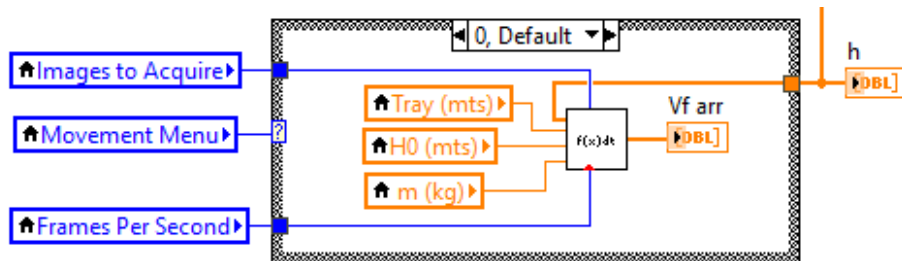 0, Default
h
Images to Acquire
DBL]
Tray (mts)
Vf arr
Movement Menu
?
H0 (mts)
f(x)dt
DBL]
m (kg)
Frames Per Second